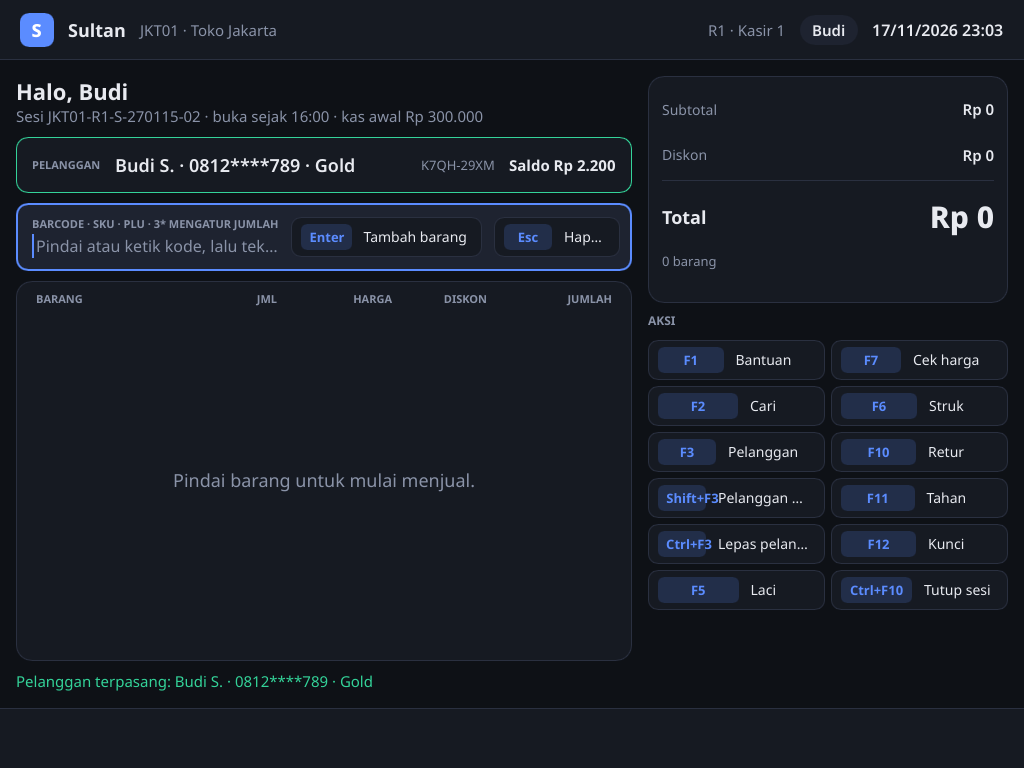 S Sultan JKT01 · Toko Jakarta R1 · Kasir 1 Budi 17/11/2026 23:03
Halo, Budi
Sesi JKT01-R1-S-270115-02 · buka sejak 16:00 · kas awal Rp 300.000
PELANGGAN Budi S. · 0812****789 · Gold K7QH-29XM Saldo Rp 2.200
BARCODE · SKU · PLU · 3* MENGATUR JUMLAH
Pindai atau ketik kode, lalu tek... Enter Tambah barang Esc Hap...
BARANG JML HARGA DISKON JUMLAH
Pindai barang untuk mulai menjual.
Pelanggan terpasang: Budi S. · 0812****789 · Gold
Subtotal Rp 0
Diskon Rp 0
Total Rp 0
0 barang
AKSI
F1 Bantuan F7 Cek harga
F2 Cari F6 Struk
F3 Pelanggan F10 Retur
Shift+F3 Pelanggan ... F11 Tahan
Ctrl+F3 Lepas pelan... F12 Kunci
F5 Laci Ctrl+F10 Tutup sesi